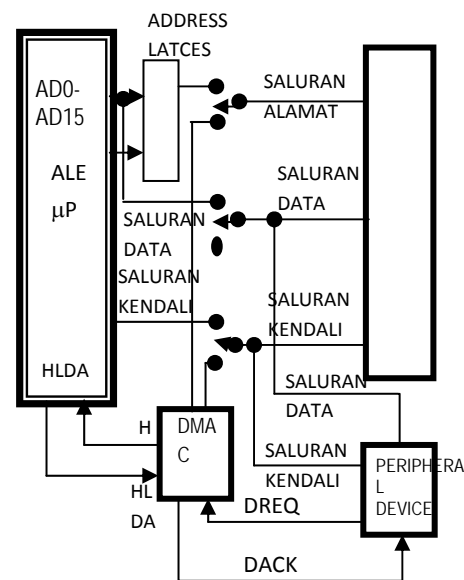 ADDRESS
LATCES
AD0-
AD15
ALE
µP
HLDA
SALURAN
ALAMAT
SALURAN
DATA
SALURAN
DATA
SALURAN
KENDALI
SALURAN
KENDALI
SALURAN
DATA
H
DMA
C
HL
DA
SALURAN
KENDALI
PERIPHERA
L
DEVICE
DREQ
DACK